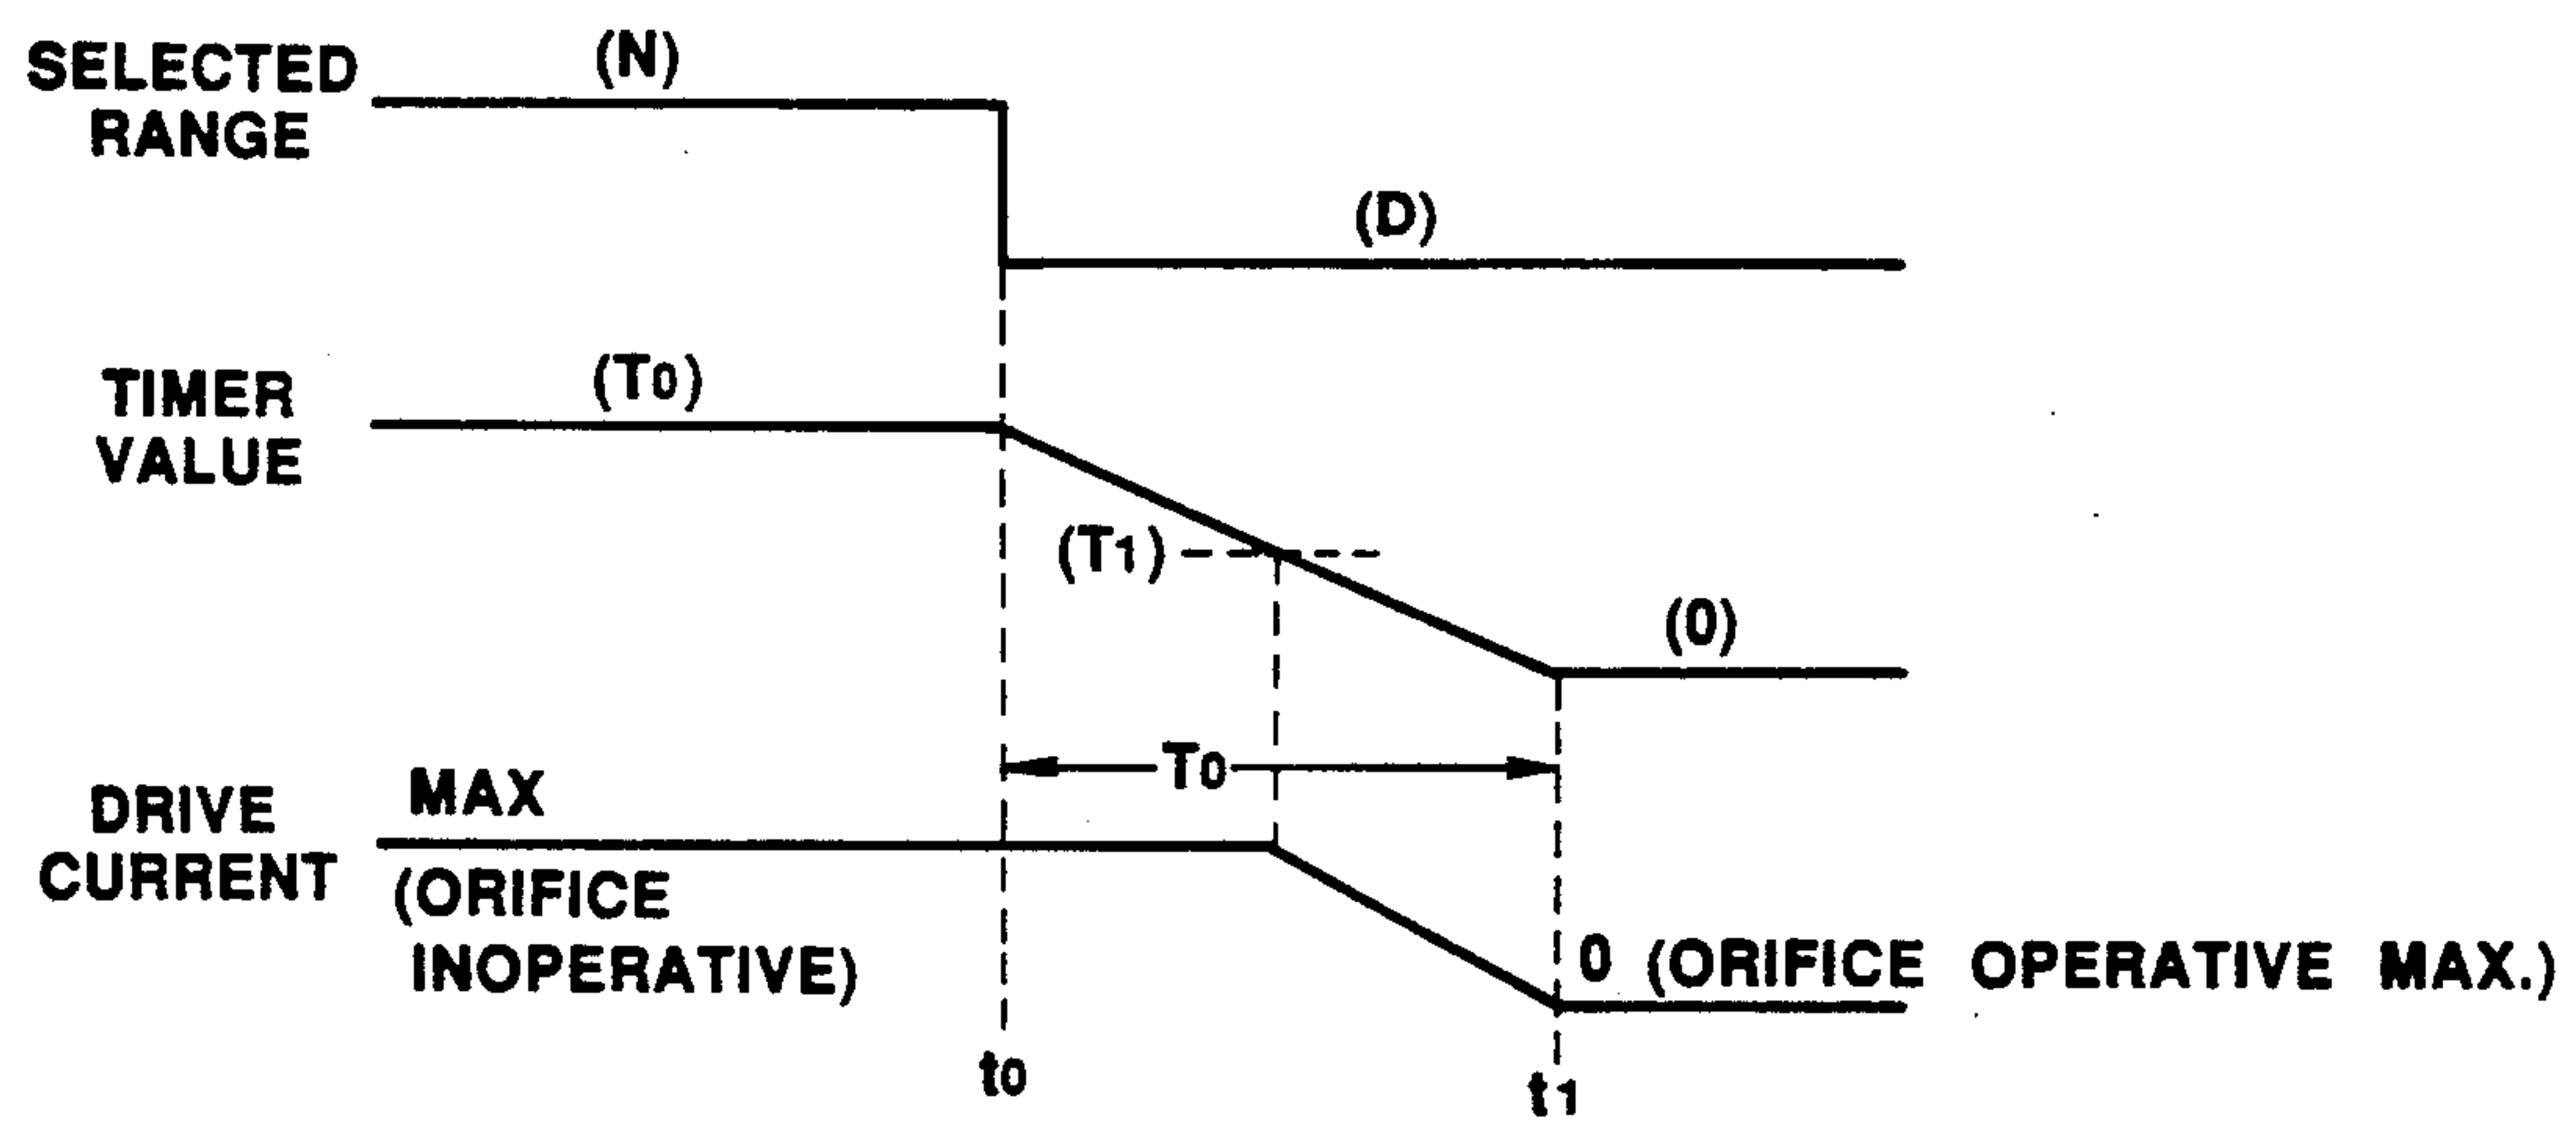 SELECTED
RANGE
(N)
(D)
TIMER
VALUE
(T0)
(T1)
(0)
T0
DRIVE
CURRENT
MAX
(ORIFICE
INOPERATIVE)
0 (ORIFICE OPERATIVE MAX.)
t0
t1